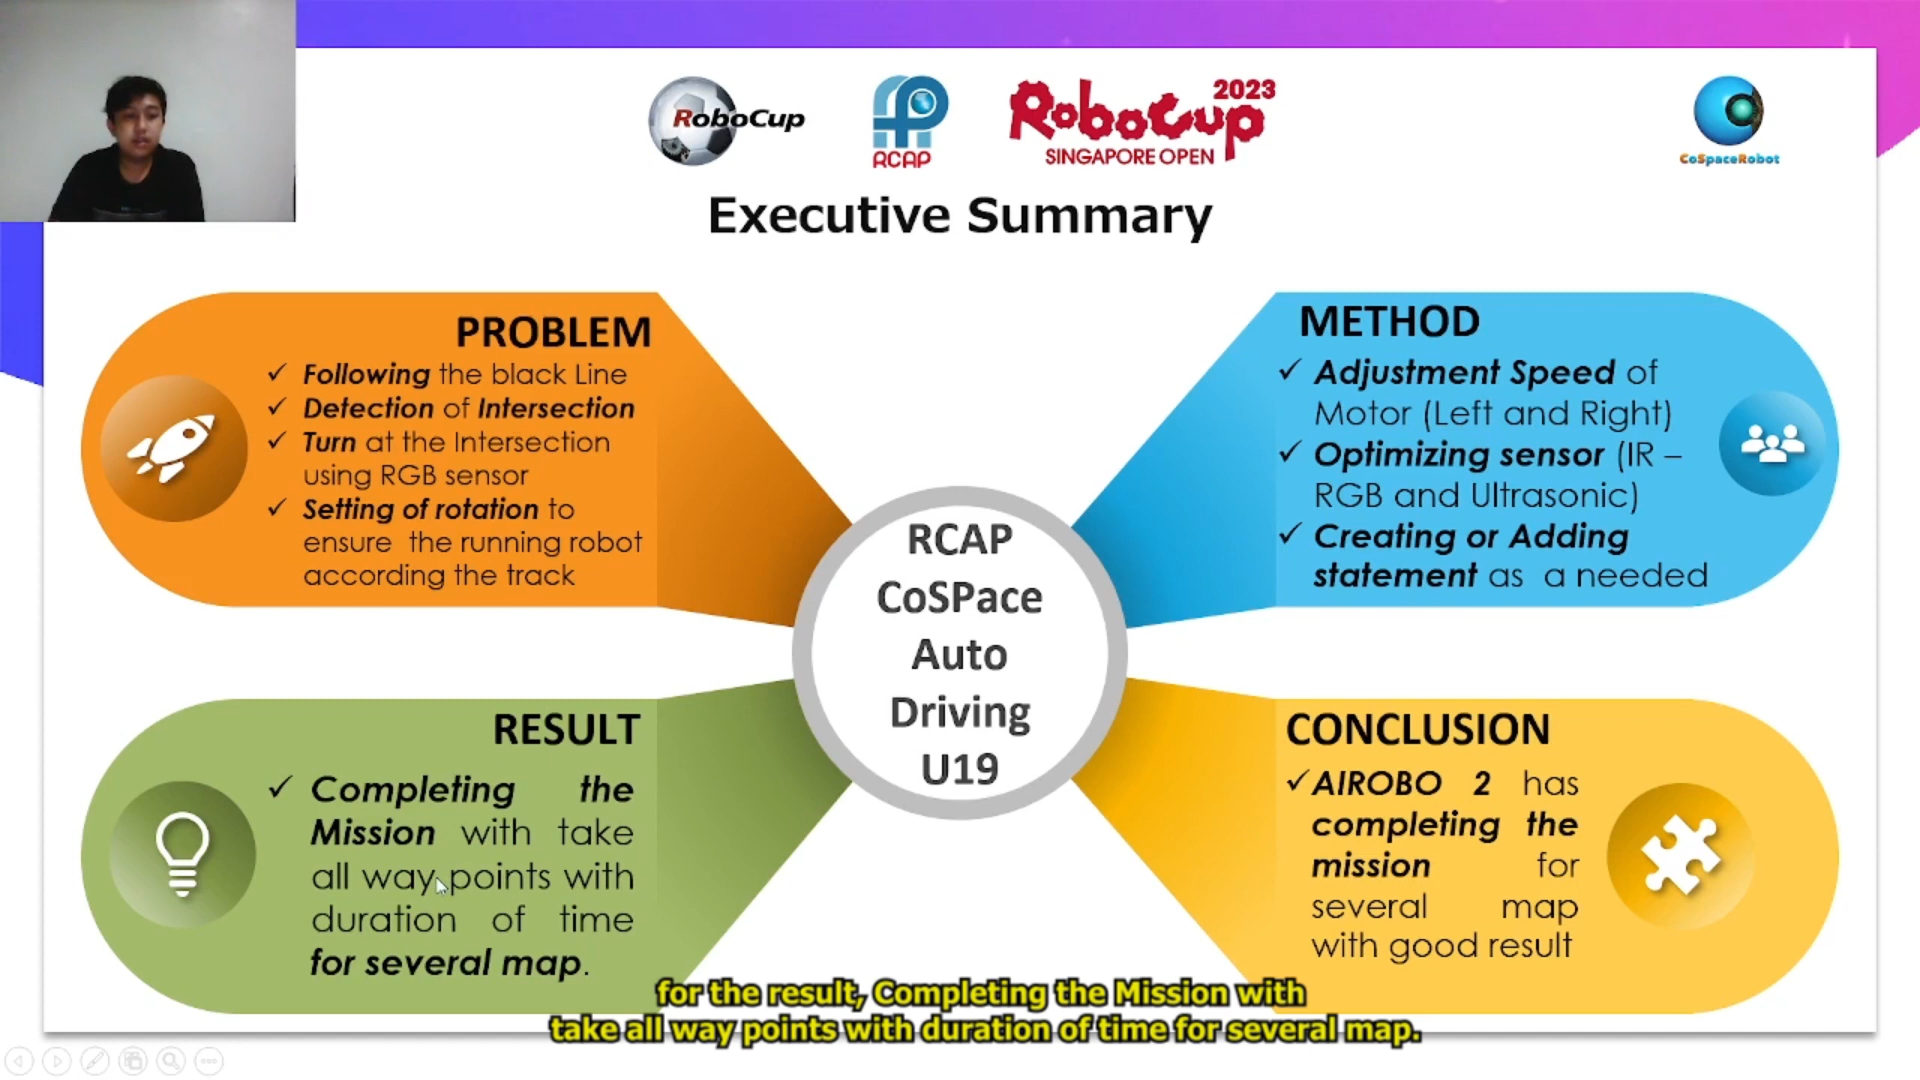 RoboCup
RCAP
RoboCup 2023
SINGAPORE OPEN
CoSpaceRobot
Executive Summary
PROBLEM
✓ Following the black Line
✓ Detection of Intersection
✓ Turn at the Intersection
using RGB sensor
✓ Setting of rotation to
ensure the running robot
according the track
METHOD
✓ Adjustment Speed of
Motor (Left and Right)
✓ Optimizing sensor (IR –
RGB and Ultrasonic)
✓ Creating or Adding
statement as a needed
RCAP
CoSPace
Auto
Driving
U19
RESULT
✓ Completing the
Mission with take
all way points with
duration of time
for several map.
CONCLUSION
✓ AIROBO 2 has
completing the
mission for
several map
with good result
for the result, Completing the Mission with
take all way points with duration of time for several map.